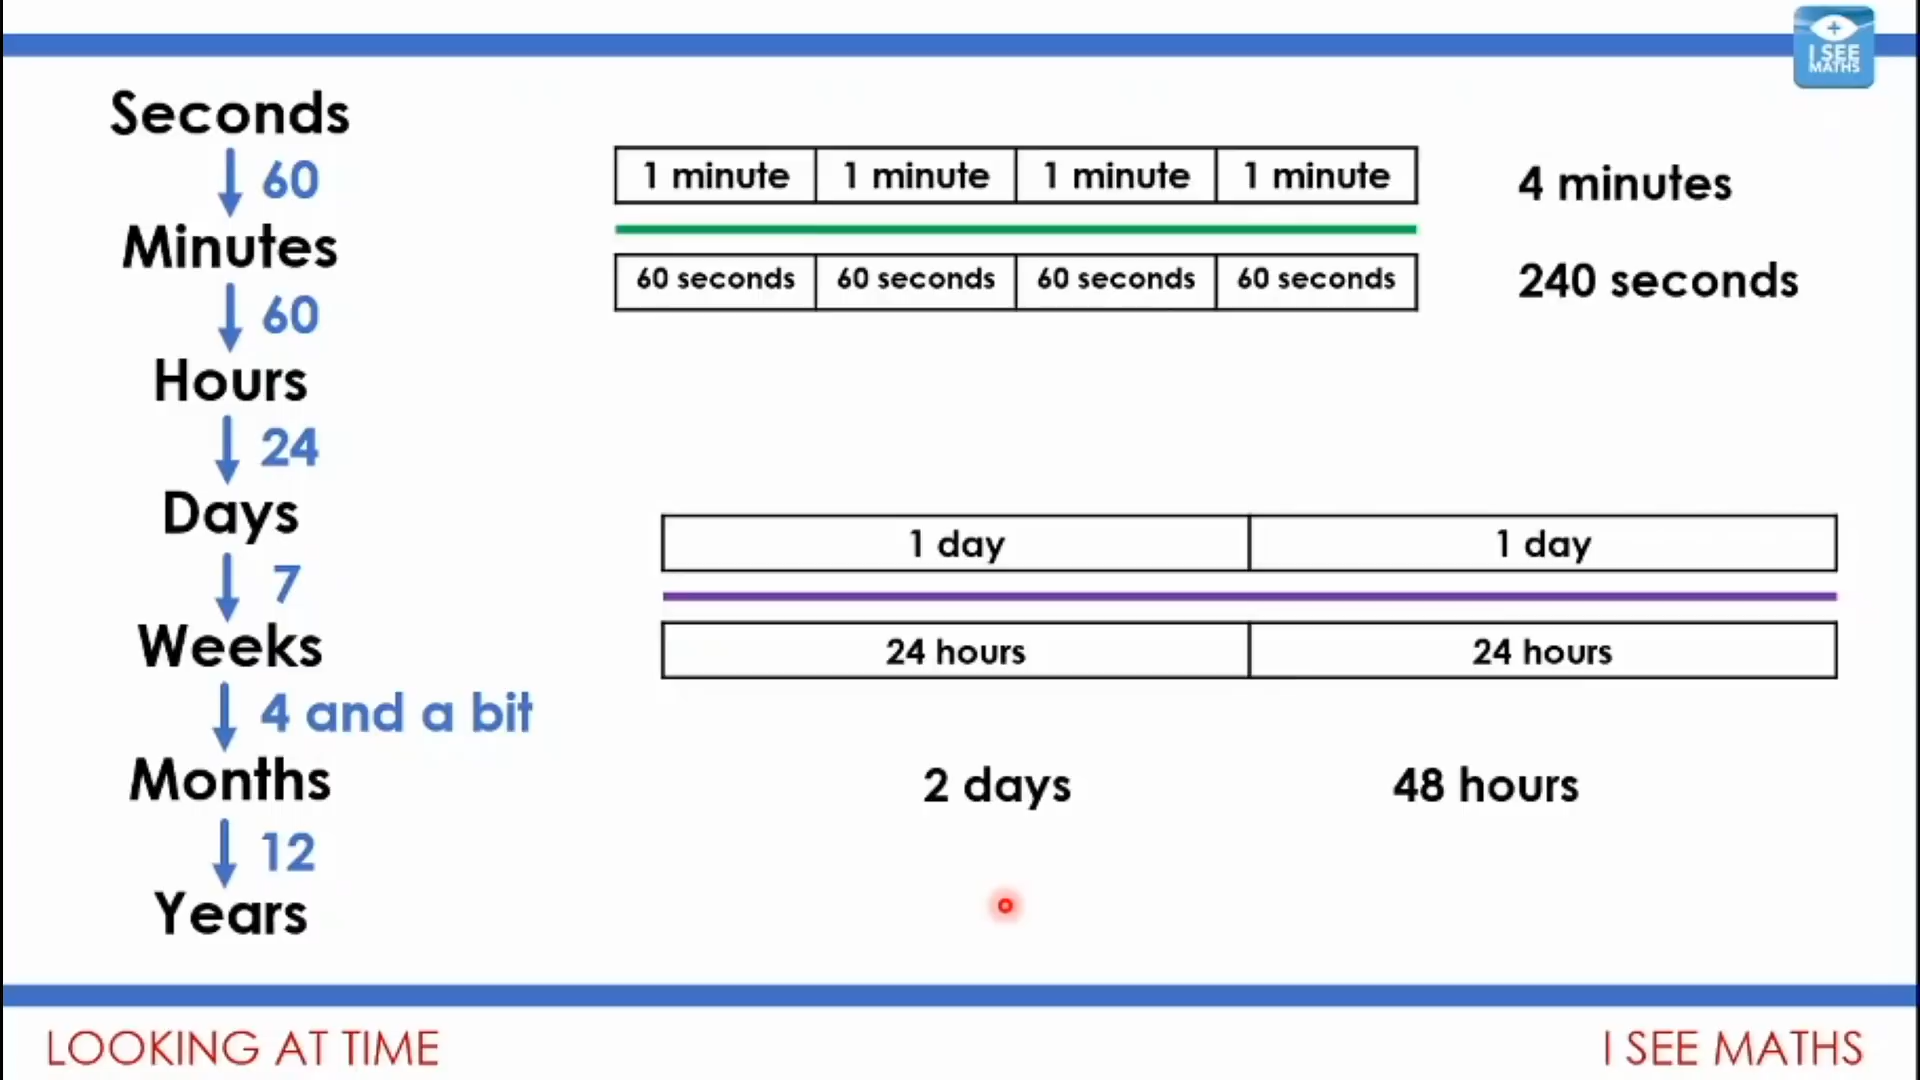 I SEE
MATHS
Seconds
60
Minutes
60
Hours
24
Days
7
Weeks
4 and a bit
Months
12
Years
1 minute 1 minute 1 minute 1 minute 4 minutes
60 seconds 60 seconds 60 seconds 60 seconds 240 seconds
1 day 1 day
24 hours 24 hours
2 days 48 hours
LOOKING AT TIME I SEE MATHS